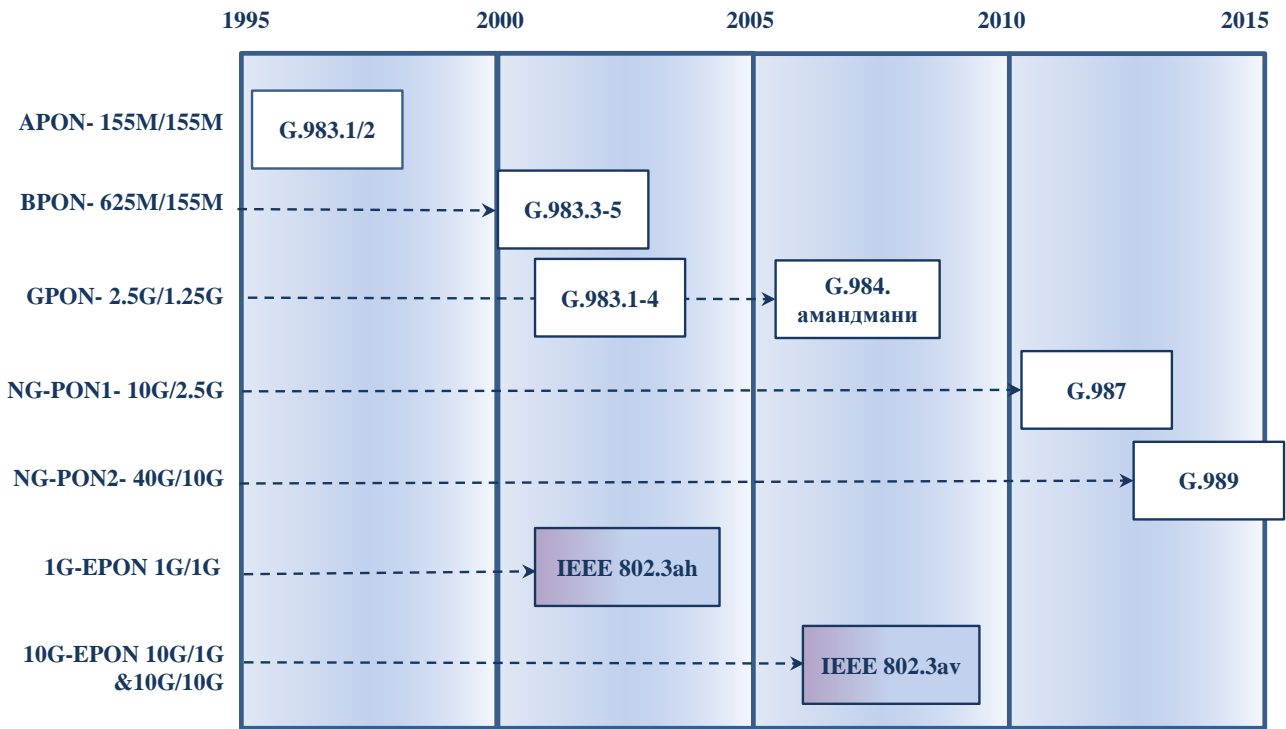 1995 2000 2005 2010 2015
APON- 155M/155M
G.983.1/2
BPON- 625M/155M
G.983.3-5
GPON- 2.5G/1.25G
G.983.1-4
G.984.
амандмани
NG-PON1- 10G/2.5G
G.987
NG-PON2- 40G/10G
G.989
1G-EPON 1G/1G
IEEE 802.3ah
10G-EPON 10G/1G
&10G/10G
IEEE 802.3av